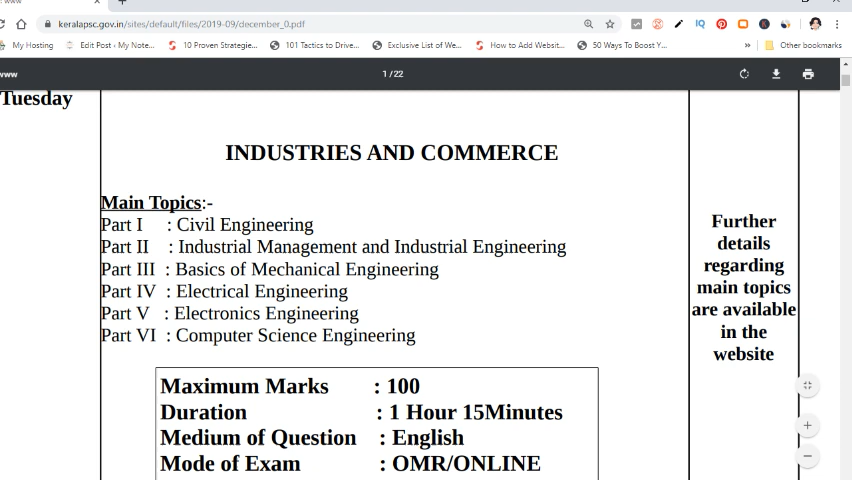 www
keralapsc.gov.in/sites/default/files/2019-09/december_0.pdf
My Hosting
Edit Post ‹ My No...
10 Proven Strategie...
101 Tactics to Drive...
Exclusive List of We...
How to Add Websit...
50 Ways To Boost Y...
»
Other bookmarks
www
1 / 22
Tuesday
INDUSTRIES AND COMMERCE
Main Topics:-
Part I : Civil Engineering
Part II : Industrial Management and Industrial Engineering
Part III : Basics of Mechanical Engineering
Part IV : Electrical Engineering
Part V : Electronics Engineering
Part VI : Computer Science Engineering
Further
details
regarding
main topics
are available
in the
website
Maximum Marks : 100
Duration : 1 Hour 15Minutes
Medium of Question : English
Mode of Exam : OMR/ONLINE